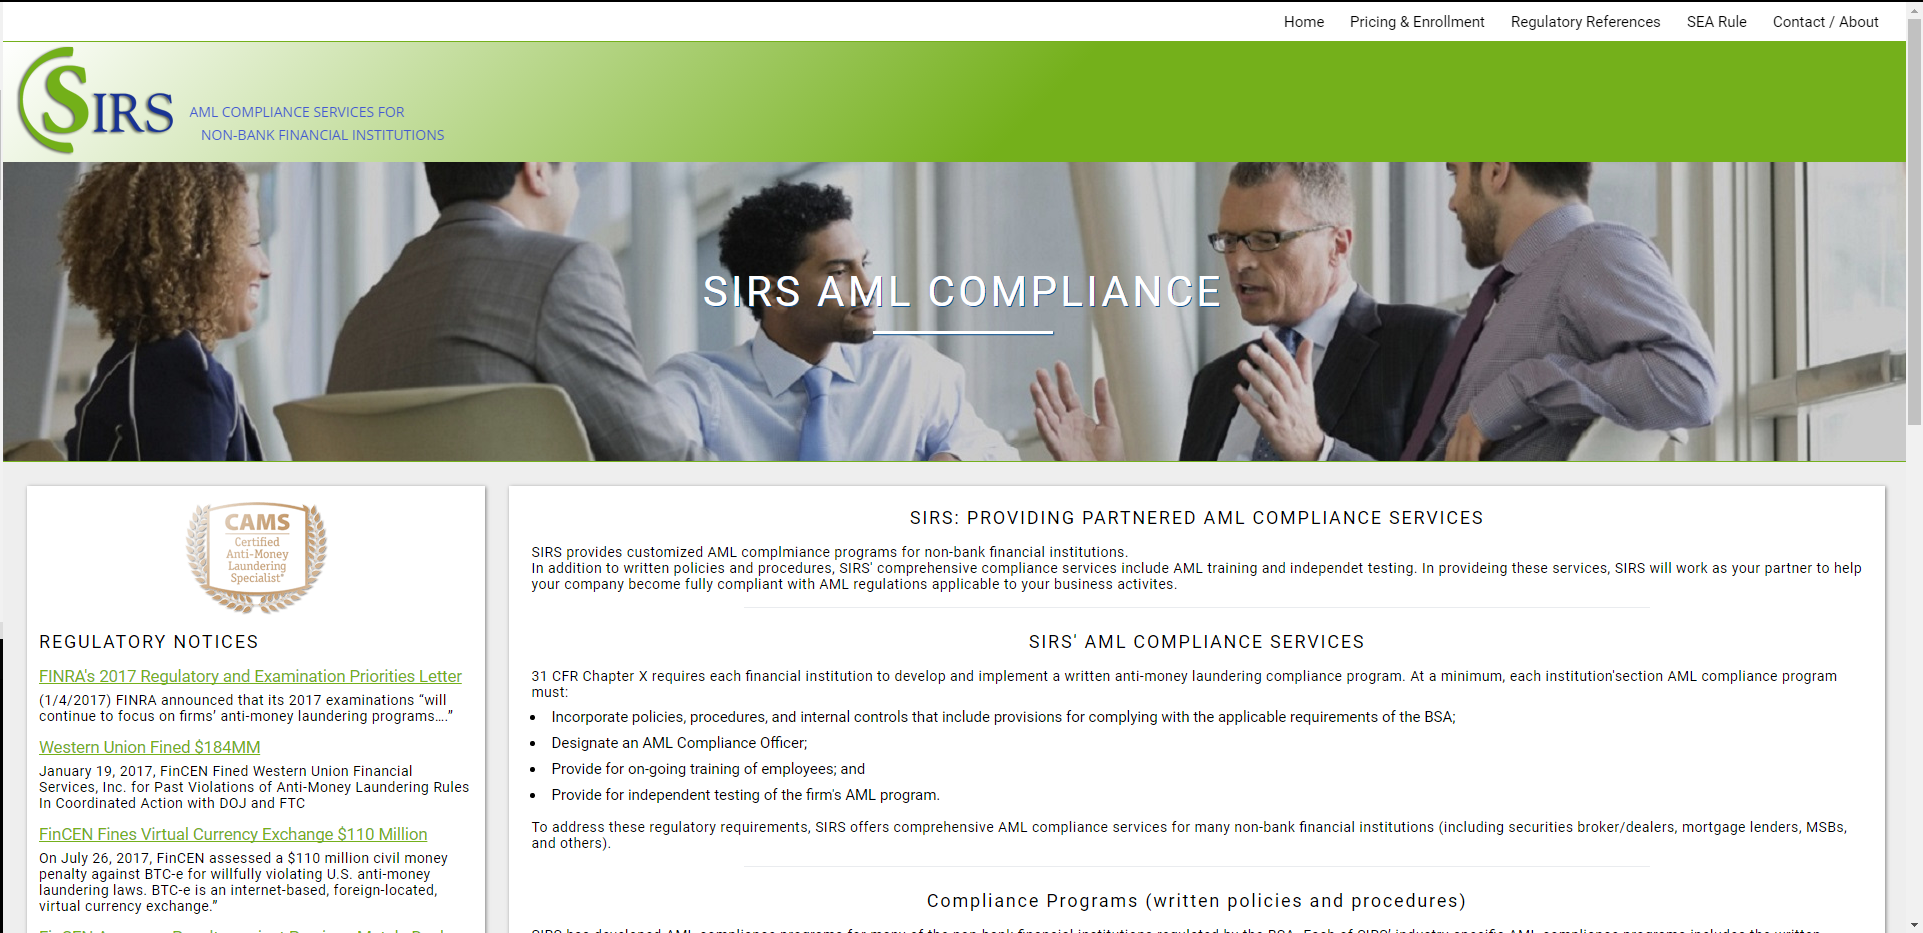 Home Pricing & Enrollment Regulatory References SEA Rule Contact / About
SIRS
AML COMPLIANCE SERVICES FOR
NON-BANK FINANCIAL INSTITUTIONS
SIRS AML COMPLIANCE
CAMS
Certified
Anti-Money
Laundering
Specialist®
REGULATORY NOTICES
FINRA's 2017 Regulatory and Examination Priorities Letter
(1/4/2017) FINRA announced that its 2017 examinations “will
continue to focus on firms’ anti-money laundering programs....”
Western Union Fined $184MM
January 19, 2017, FinCEN Fined Western Union Financial
Services, Inc. for Past Violations of Anti-Money Laundering Rules
In Coordinated Action with DOJ and FTC
FinCEN Fines Virtual Currency Exchange $110 Million
On July 26, 2017, FinCEN assessed a $110 million civil money
penalty against BTC-e for willfully violating U.S. anti-money
laundering laws. BTC-e is an internet-based, foreign-located,
virtual currency exchange.”
SIRS: PROVIDING PARTNERED AML COMPLIANCE SERVICES
SIRS provides customized AML complmiance programs for non-bank financial institutions.
In addition to written policies and procedures, SIRS' comprehensive compliance services include AML training and independet testing. In provideing these services, SIRS will work as your partner to help
your company become fully compliant with AML regulations applicable to your business activites.
SIRS' AML COMPLIANCE SERVICES
31 CFR Chapter X requires each financial institution to develop and implement a written anti-money laundering compliance program. At a minimum, each institution'section AML compliance program
must:
• Incorporate policies, procedures, and internal controls that include provisions for complying with the applicable requirements of the BSA;
• Designate an AML Compliance Officer;
• Provide for on-going training of employees; and
• Provide for independent testing of the firm's AML program.
To address these regulatory requirements, SIRS offers comprehensive AML compliance services for many non-bank financial institutions (including securities broker/dealers, mortgage lenders, MSBs,
and others).
Compliance Programs (written policies and procedures)